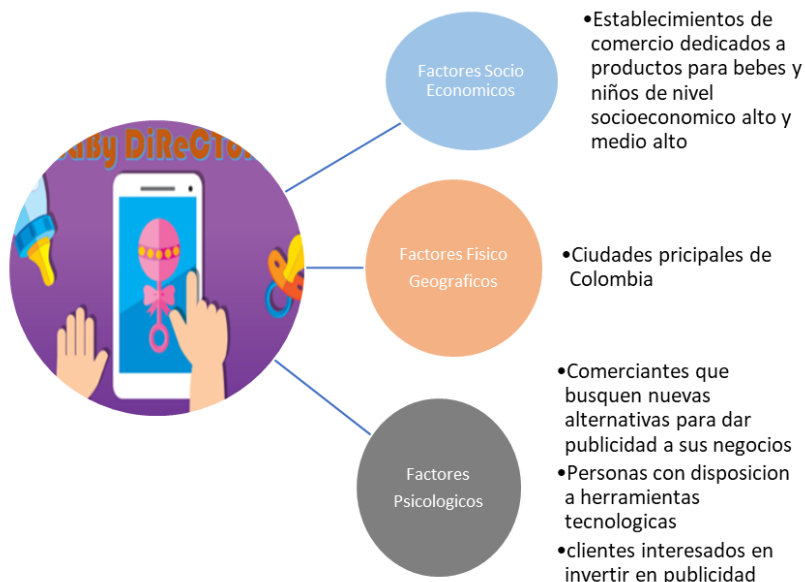 BaBy DiReCTo
Factores Socio
Economicos
•Establecimientos de
comercio dedicados a
productos para bebes y
niños de nivel
socioeconomico alto y
medio alto
Factores Fisico
Geograficos
•Ciudades pricipales de
Colombia
Factores
Psicologicos
•Comerciantes que
busquen nuevas
alternativas para dar
publicidad a sus negocios
•Personas con disposicion
a herramientas
tecnologicas
•clientes interesados en
invertir en publicidad